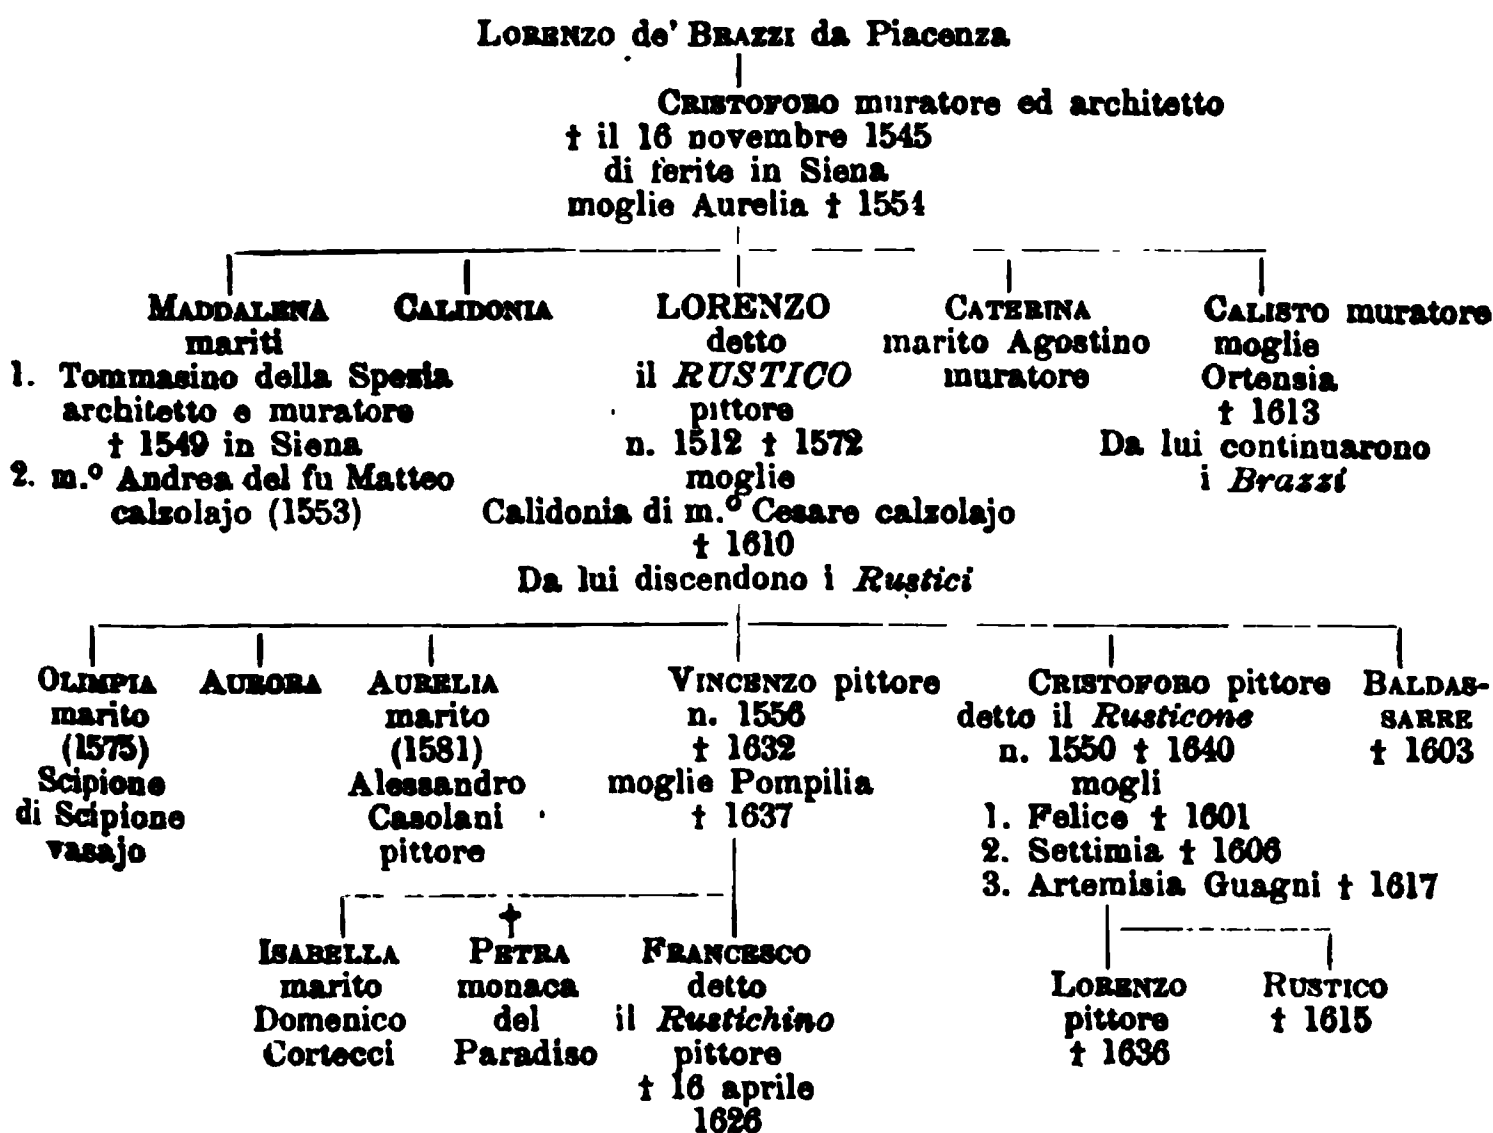 LORENZO de' BRAZZI da Piacenza
CRISTOFORO muratore ed architetto
† il 16 novembre 1545
di ferite in Siena
moglie Aurelia † 1554
MADDALENA
mariti
1. Tommasino della Spezia
architetto e muratore
† 1549 in Siena
2. m.º Andrea del fu Matteo
calzolajo (1553)
CALIDONIA
LORENZO
detto
il RUSTICO
pittore
n. 1512 † 1572
moglie
Calidonia di m.º Cesare calzolajo
† 1610
Da lui discendono i Rustici
CATERINA
marito Agostino
muratore
CALISTO muratore
moglie
Ortensia
† 1613
Da lui continuarono
i Brazzi
OLIMPIA
marito
(1575)
Scipione
di Scipione
vasajo
AURORA
AURELIA
marito
(1581)
Alessandro
Casolani
pittore
VINCENZO pittore
n. 1556
† 1632
moglie Pompilia
† 1637
CRISTOFORO pittore
detto il Rusticone
n. 1550 † 1640
mogli
1. Felice † 1601
2. Settimia † 1606
3. Artemisia Guagni † 1617
BALDAS-
SARRE
† 1603
ISABELLA
marito
Domenico
Cortecci
†
PETRA
monaca
del
Paradiso
FRANCESCO
detto
il Rustichino
pittore
† 16 aprile
1626
LORENZO
pittore
† 1636
RUSTICO
† 1615